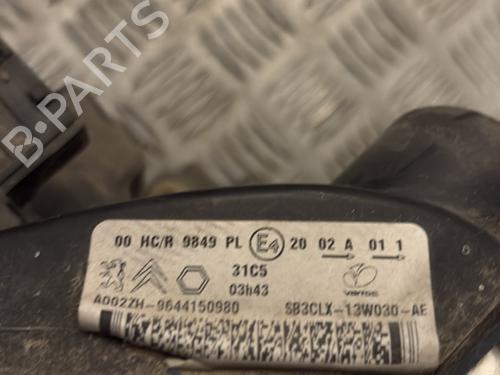 B-PARTS
00 HC/R 9849 PL E4 20 02 A 01 1
31C5
03h43
A002ZH-9644150980 SB3CLX-13W030-AE